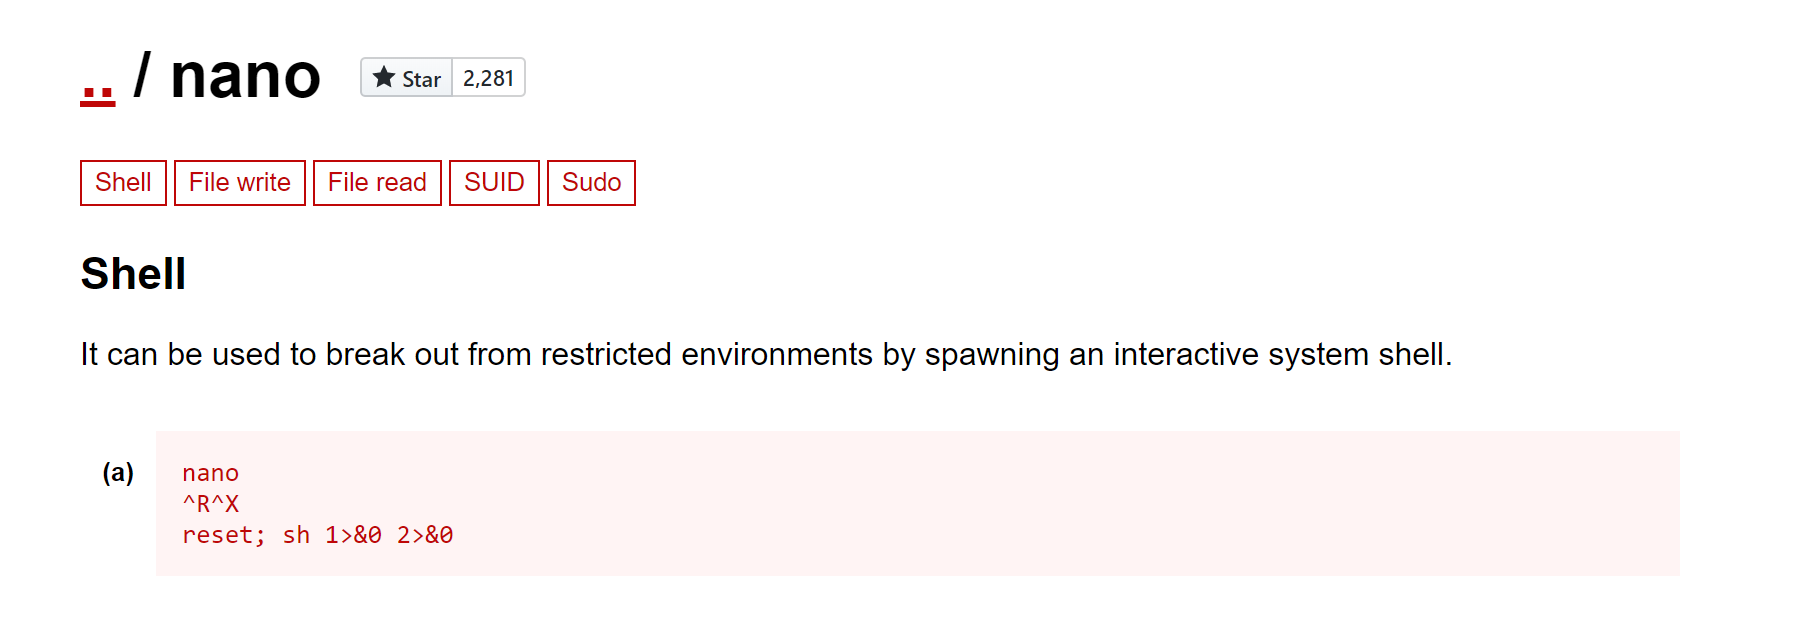 .. / nano Star 2,281
Shell File write File read SUID Sudo
Shell
It can be used to break out from restricted environments by spawning an interactive system shell.
(a) nano
^R^X
reset; sh 1>&0 2>&0